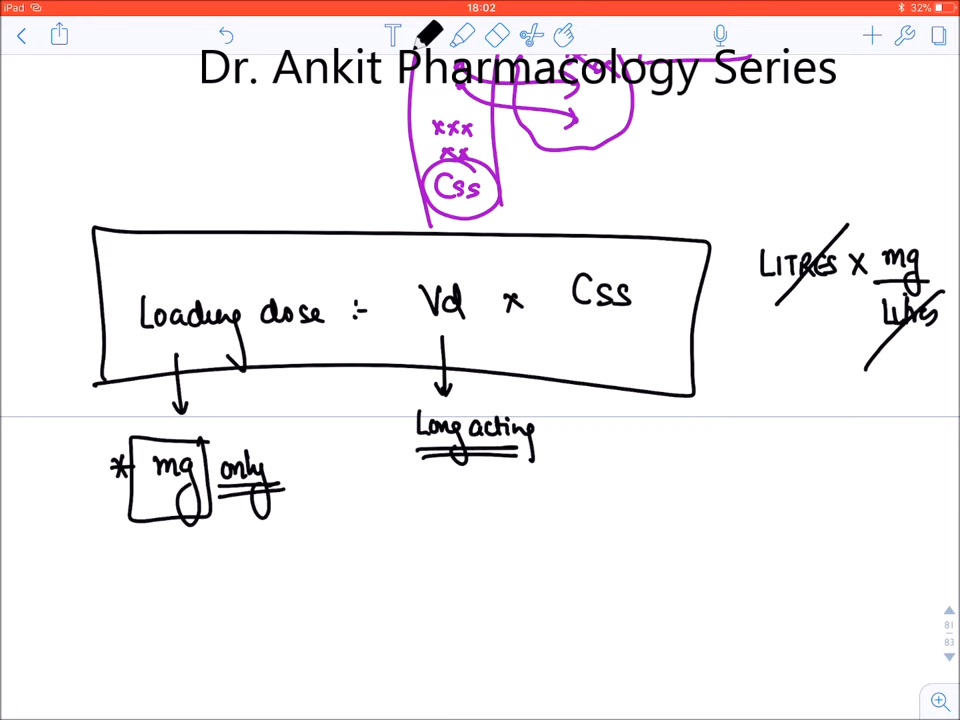 iPad 18:02 32%
T
Dr. Ankit Pharmacology Series
xxx
xx
Css
Loading dose :- Vd x Css
LITRES X mg
Litres
Long acting
* mg only
81
83